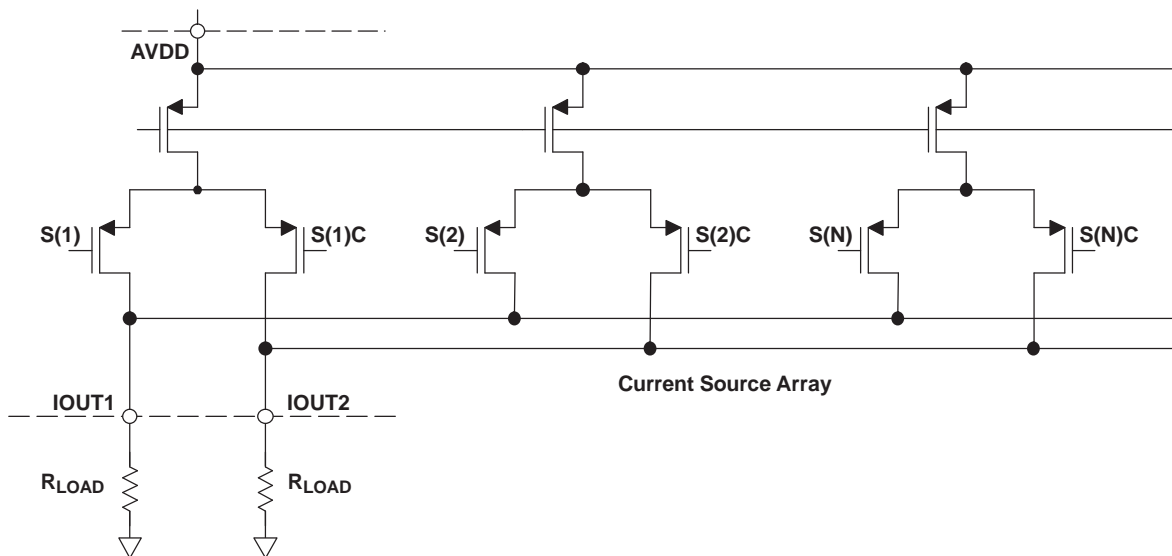 AVDD
S(1)
S(1)C
S(2)
S(2)C
S(N)
S(N)C
Current Source Array
IOUT1
IOUT2
RLOAD
RLOAD